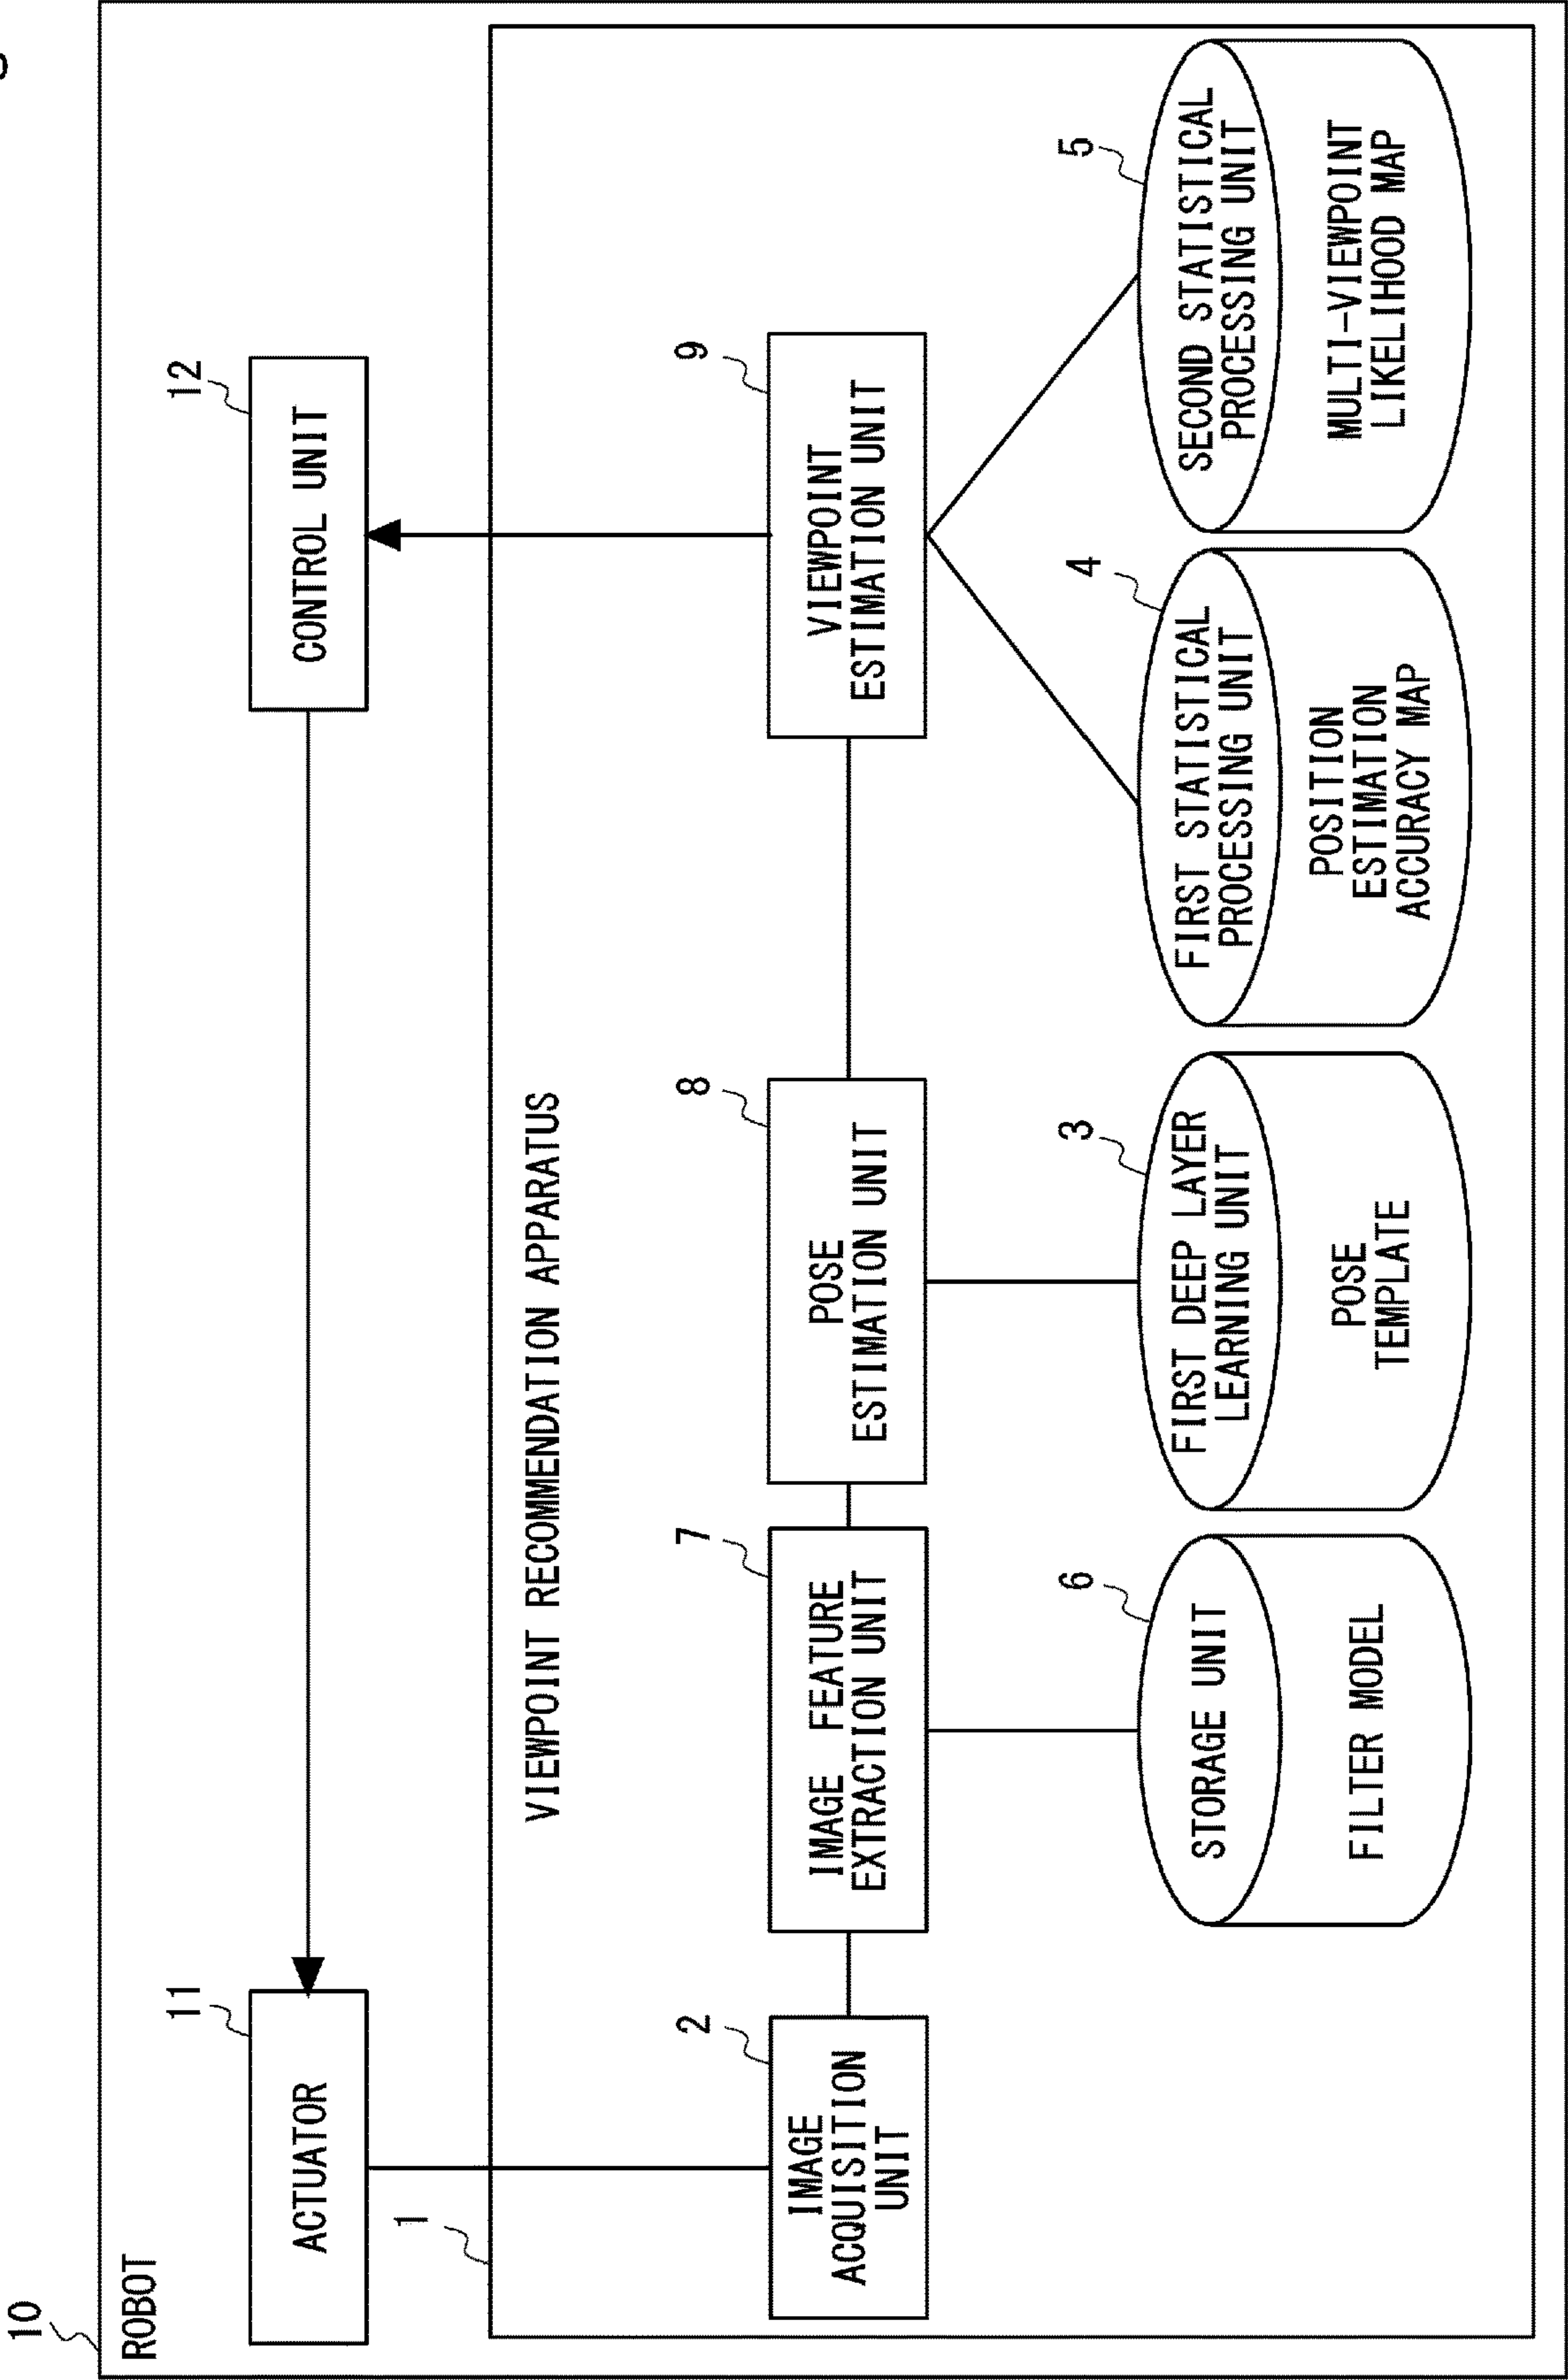 10
ROBOT
11
ACTUATOR
12
CONTROL UNIT
1
VIEWPOINT RECOMMENDATION APPARATUS
2
IMAGE
ACQUISITION
UNIT
7
IMAGE FEATURE
EXTRACTION UNIT
8
POSE
ESTIMATION UNIT
9
VIEWPOINT
ESTIMATION UNIT
6
STORAGE UNIT
FILTER MODEL
3
FIRST DEEP LAYER
LEARNING UNIT
POSE
TEMPLATE
4
FIRST STATISTICAL
PROCESSING UNIT
POSITION
ESTIMATION
ACCURACY MAP
5
SECOND STATISTICAL
PROCESSING UNIT
MULTI-VIEWPOINT
LIKELIHOOD MAP